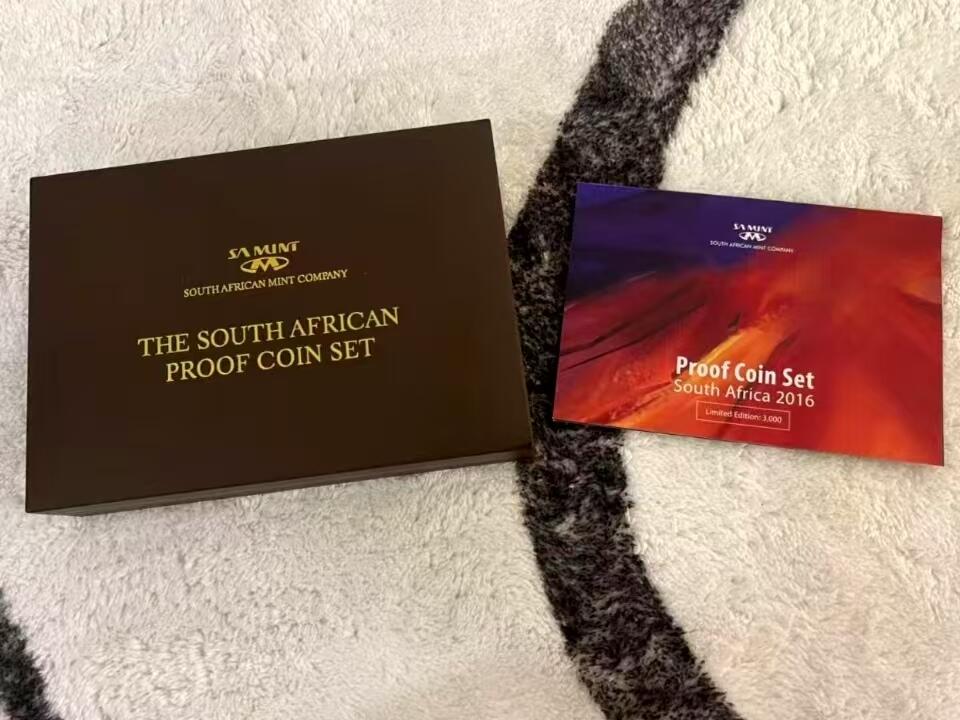 SA MINT
SOUTH AFRICAN MINT COMPANY
THE SOUTH AFRICAN
PROOF COIN SET
SA MINT
SOUTH AFRICAN MINT COMPANY
Proof Coin Set
South Africa 2016
Limited Edition: 3,000